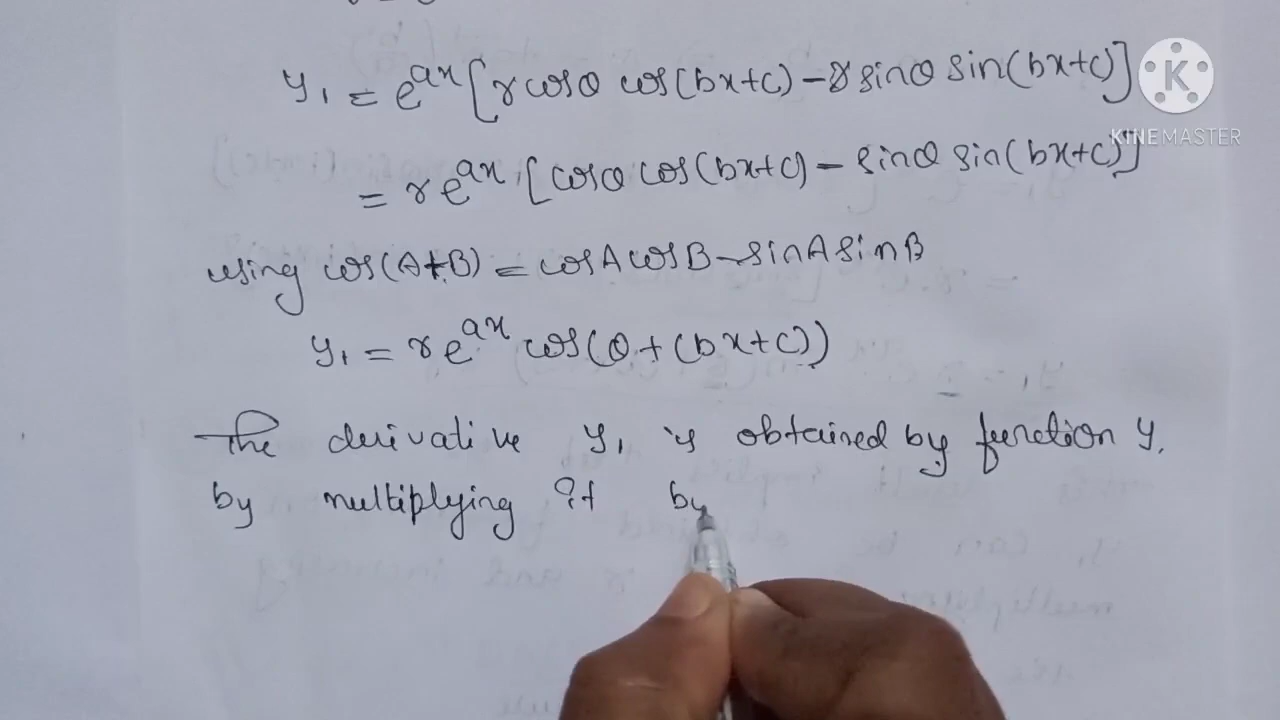 y₁ = e^ax [r cosθ cos(bx+c) – r sinθ sin(bx+c)]
K
KINEMASTER
= r e^ax [cosθ cos(bx+c) – sinθ sin(bx+c)]
using cos(A+B) = cosA cosB – sinA sinB
y₁ = r e^ax cos(θ + (bx+c))
The derivative y₁ is obtained by function y.
by multiplying it by